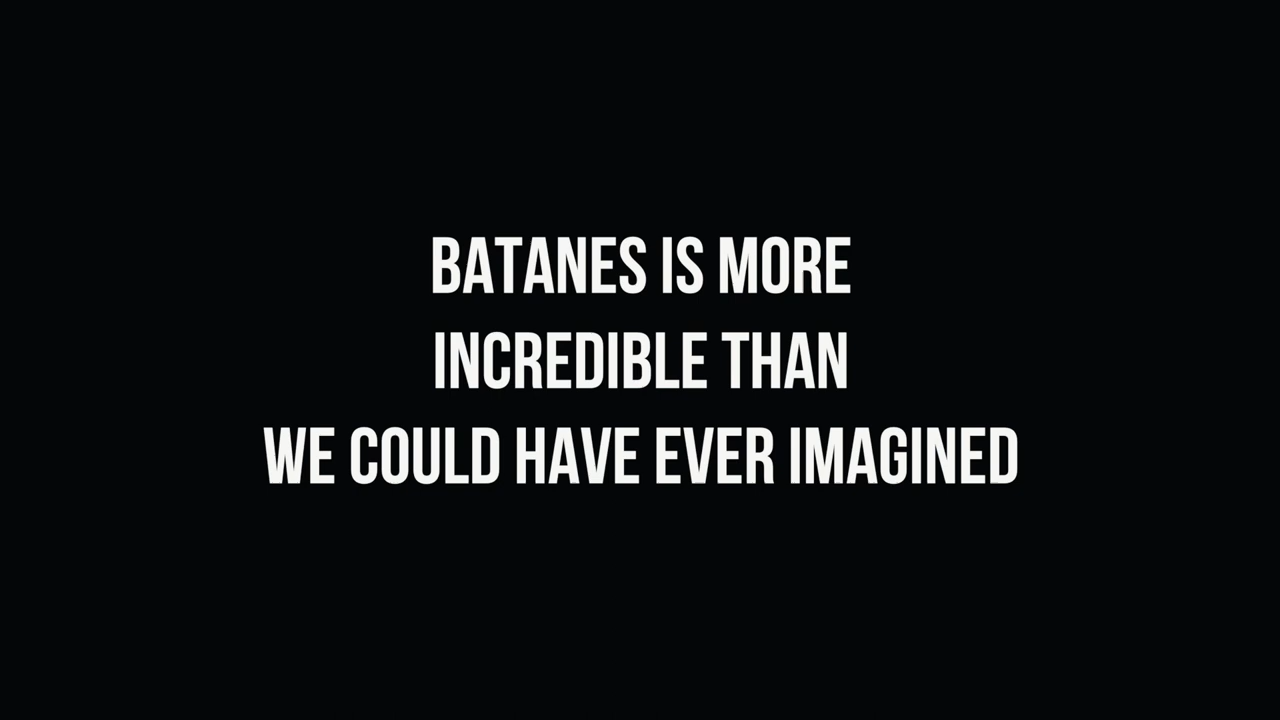 BATANES IS MORE
INCREDIBLE THAN
WE COULD HAVE EVER IMAGINED